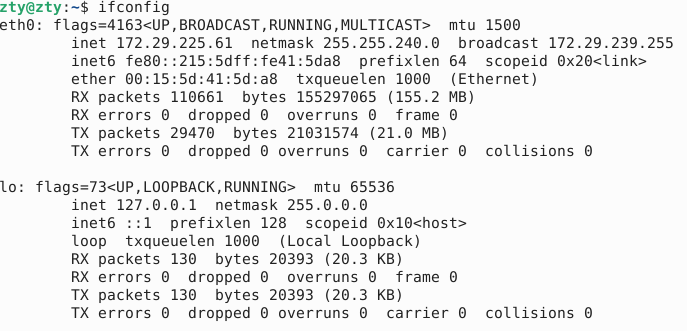 zty@zty:~$ ifconfig
eth0: flags=4163<UP,BROADCAST,RUNNING,MULTICAST>  mtu 1500
        inet 172.29.225.61  netmask 255.255.240.0  broadcast 172.29.239.255
        inet6 fe80::215:5dff:fe41:5da8  prefixlen 64  scopeid 0x20<link>
        ether 00:15:5d:41:5d:a8  txqueuelen 1000  (Ethernet)
        RX packets 110661  bytes 155297065 (155.2 MB)
        RX errors 0  dropped 0  overruns 0  frame 0
        TX packets 29470  bytes 21031574 (21.0 MB)
        TX errors 0  dropped 0 overruns 0  carrier 0  collisions 0

lo: flags=73<UP,LOOPBACK,RUNNING>  mtu 65536
        inet 127.0.0.1  netmask 255.0.0.0
        inet6 ::1  prefixlen 128  scopeid 0x10<host>
        loop  txqueuelen 1000  (Local Loopback)
        RX packets 130  bytes 20393 (20.3 KB)
        RX errors 0  dropped 0  overruns 0  frame 0
        TX packets 130  bytes 20393 (20.3 KB)
        TX errors 0  dropped 0 overruns 0  carrier 0  collisions 0